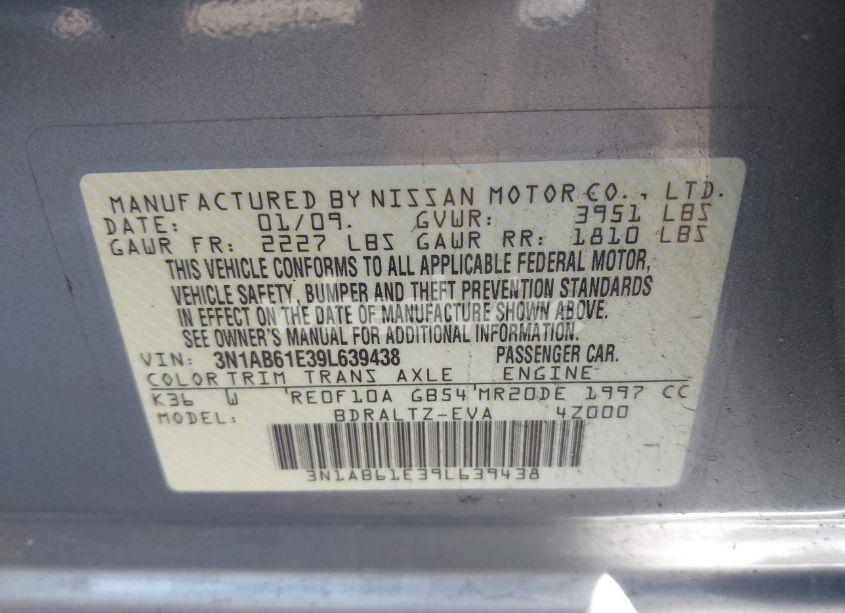 MANUFACTURED BY NISSAN MOTOR CO., LTD.
DATE: 01/09. GVWR: 3951 LBS
GAWR FR: 2227 LBS GAWR RR: 1810 LBS
THIS VEHICLE CONFORMS TO ALL APPLICABLE FEDERAL MOTOR,
VEHICLE SAFETY, BUMPER AND THEFT PREVENTION STANDARDS
IN EFFECT ON THE DATE OF MANUFACTURE SHOWN ABOVE.
SEE OWNER'S MANUAL FOR ADDITIONAL INFORMATION.
VIN: 3N1AB61E39L639438 PASSENGER CAR.
COLOR TRIM TRANS AXLE ENGINE
K36 W RE0F10A GB54 MR20DE 1997 CC
MODEL: BDRALTZ-EVA 4Z000
3N1AB61E39L639438